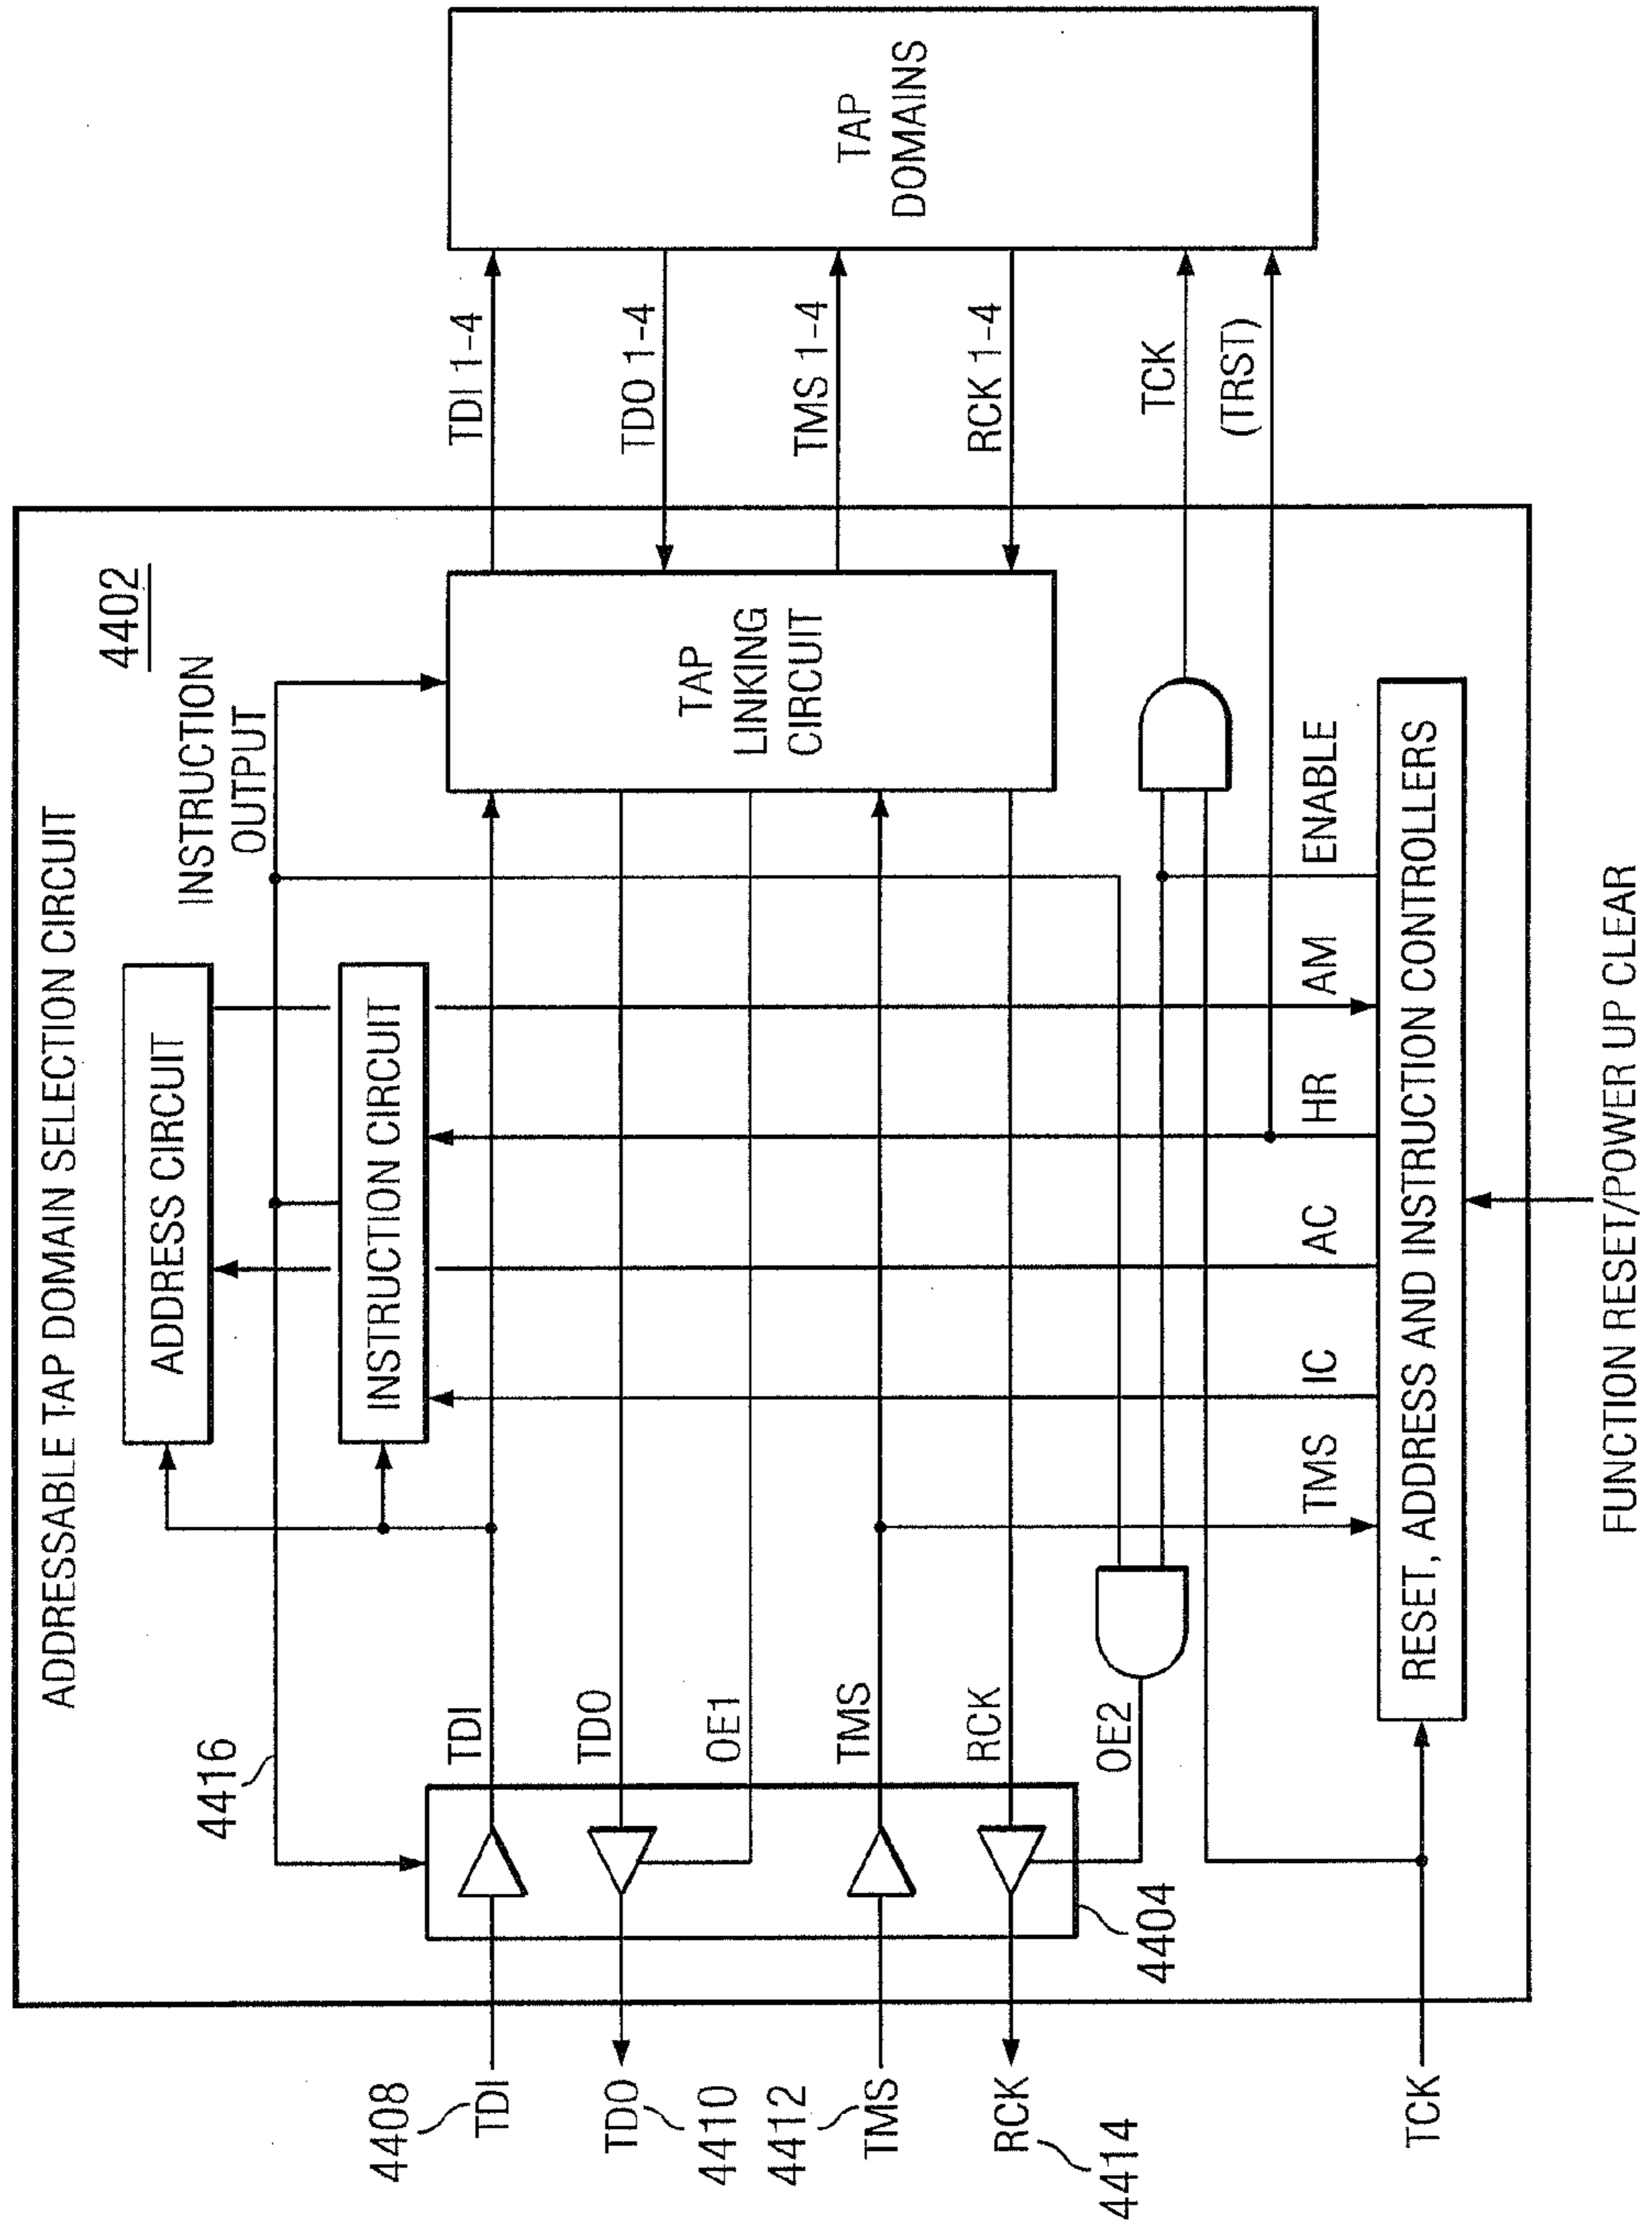 ADDRESSABLE TAP DOMAIN SELECTION CIRCUIT
4402
4416
ADDRESS CIRCUIT
INSTRUCTION
OUTPUT
INSTRUCTION CIRCUIT
4408
TDI
TDI
TDI 1-4
TDO
4410
TDO
TDO 1-4
OE1
TAP
LINKING
CIRCUIT
TAP
DOMAINS
4412
TMS
TMS
TMS 1-4
RCK
4414
RCK
RCK 1-4
4404
OE2
TCK
(TRST)
TMS
IC
AC
HR
AM
ENABLE
TCK
RESET, ADDRESS AND INSTRUCTION CONTROLLERS
FUNCTION RESET/POWER UP CLEAR